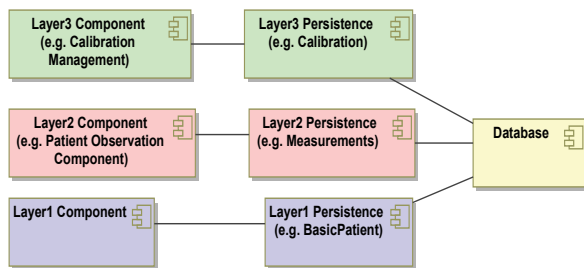 Layer3 Component
(e.g. Calibration
Management)
Layer3 Persistence
(e.g. Calibration)
Layer2 Component
(e.g. Patient Observation
Component)
Layer2 Persistence
(e.g. Measurements)
Database
Layer1 Component
Layer1 Persistence
(e.g. BasicPatient)